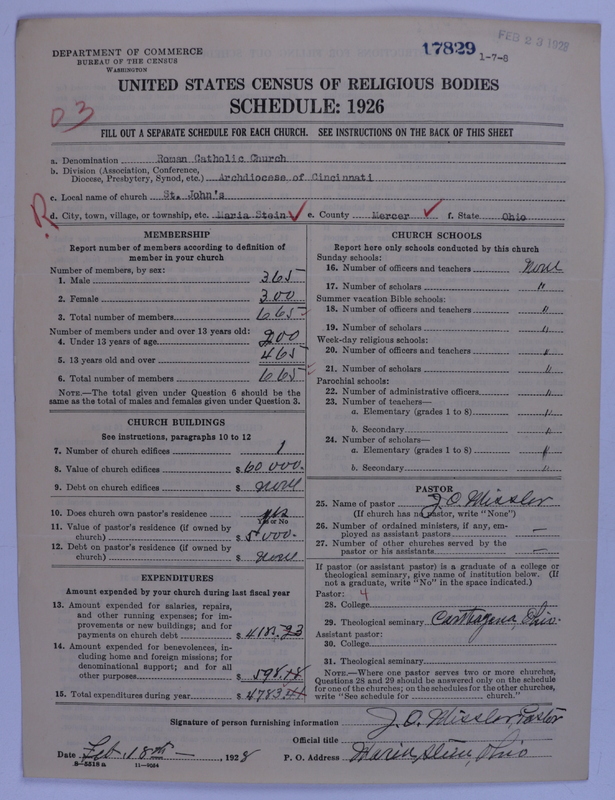 DEPARTMENT OF COMMERCE
BUREAU OF THE CENSUS
WASHINGTON
17829
1-7-8
FEB 23 1928
UNITED STATES CENSUS OF RELIGIOUS BODIES
SCHEDULE: 1926
03
FILL OUT A SEPARATE SCHEDULE FOR EACH CHURCH. SEE INSTRUCTIONS ON THE BACK OF THIS SHEET
a. Denomination Roman Catholic Church
b. Division (Association, Conference,
Diocese, Presbytery, Synod, etc.) Archdiocese of Cincinnati
c. Local name of church St. John's
R
d. City, town, village, or township, etc. Maria Stein e. County Mercer f. State Ohio
MEMBERSHIP
Report number of members according to definition of
member in your church
Number of members, by sex:
1. Male 365
2. Female 300
3. Total number of members 665
Number of members under and over 13 years old:
4. Under 13 years of age 200
5. 13 years old and over 465
6. Total number of members 665
NOTE.—The total given under Question 6 should be the
same as the total of males and females given under Question 3.
CHURCH BUILDINGS
See instructions, paragraphs 10 to 12
7. Number of church edifices 1
8. Value of church edifices $ 60000.-
9. Debt on church edifices $ none
10. Does church own pastor's residence yes
Yes or No
11. Value of pastor's residence (if owned by
church) $ 5000.-
12. Debt on pastor's residence (if owned by
church) $ none
EXPENDITURES
Amount expended by your church during last fiscal year
13. Amount expended for salaries, repairs,
and other running expenses; for im-
provements or new buildings; and for
payments on church debt $ 4183.23
14. Amount expended for benevolences, in-
cluding home and foreign missions; for
denominational support; and for all
other purposes $ 598.18
15. Total expenditures during year $ 4783.41
CHURCH SCHOOLS
Report here only schools conducted by this church
Sunday schools:
16. Number of officers and teachers None
17. Number of scholars "
Summer vacation Bible schools:
18. Number of officers and teachers "
19. Number of scholars "
Week-day religious schools:
20. Number of officers and teachers "
21. Number of scholars "
Parochial schools:
22. Number of administrative officers "
23. Number of teachers—
a. Elementary (grades 1 to 8) "
b. Secondary "
24. Number of scholars—
a. Elementary (grades 1 to 8) "
b. Secondary "
PASTOR
25. Name of pastor J. O. Missler
(If church has no pastor, write "None")
26. Number of ordained ministers, if any, em-
ployed as assistant pastors —
27. Number of other churches served by the
pastor or his assistants —
If pastor (or assistant pastor) is a graduate of a college or
theological seminary, give name of institution below. (If
not a graduate, write "No" in the space indicated.)
Pastor: 4
28. College
29. Theological seminary Carthagena, Ohio.
Assistant pastor:
30. College
31. Theological seminary
NOTE.—Where one pastor serves two or more churches,
Questions 28 and 29 should be answered only on the schedule
for one of the churches; on the schedules for the other churches,
write "See schedule for church."
Signature of person furnishing information J. O. Missler Pastor
Official title
Date Feb. 18th 1928 P. O. Address Maria Stein, Ohio
8-5518 a 11-9064